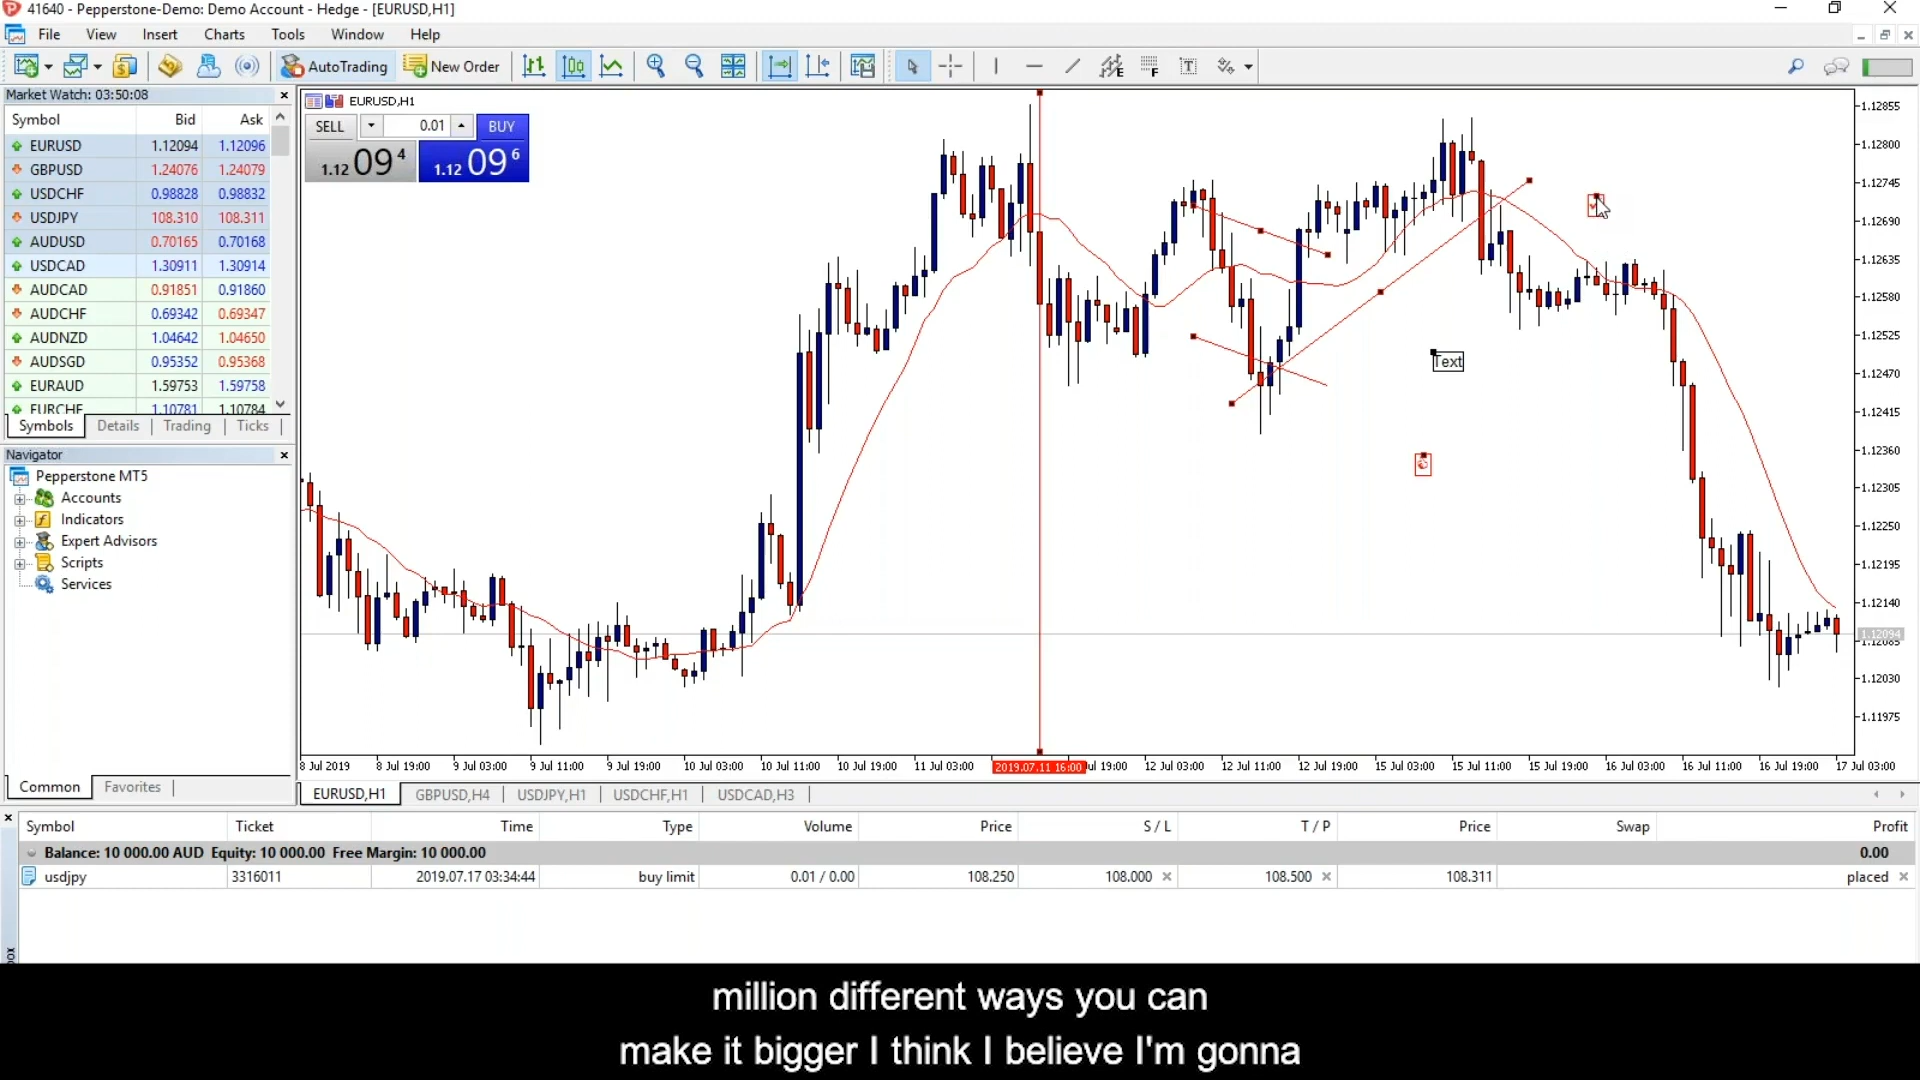 41640 - Pepperstone-Demo: Demo Account - Hedge - [EURUSD,H1]
File View Insert Charts Tools Window Help
AutoTrading New Order
Market Watch: 03:50:08
Symbol Bid Ask
EURUSD 1.12094 1.12096
GBPUSD 1.24076 1.24079
USDCHF 0.98828 0.98832
USDJPY 108.310 108.311
AUDUSD 0.70165 0.70168
USDCAD 1.30911 1.30914
AUDCAD 0.91851 0.91860
AUDCHF 0.69342 0.69347
AUDNZD 1.04642 1.04650
AUDSGD 0.95352 0.95368
EURAUD 1.59753 1.59758
EURCHF 1.10781 1.10784
Symbols Details Trading Ticks
Navigator
Pepperstone MT5
Accounts
Indicators
Expert Advisors
Scripts
Services
Common Favorites
EURUSD,H1
SELL 0.01 BUY
1.12 09 4 1.12 09 6
Text
1.12855
1.12800
1.12745
1.12690
1.12635
1.12580
1.12525
1.12470
1.12415
1.12360
1.12305
1.12250
1.12195
1.12140
1.12094
1.12085
1.12030
1.11975
8 Jul 2019 8 Jul 19:00 9 Jul 03:00 9 Jul 11:00 9 Jul 19:00 10 Jul 03:00 10 Jul 11:00 10 Jul 19:00 11 Jul 03:00 2019.07.11 16:00 ul 19:00 12 Jul 03:00 12 Jul 11:00 12 Jul 19:00 15 Jul 03:00 15 Jul 11:00 15 Jul 19:00 16 Jul 03:00 16 Jul 11:00 16 Jul 19:00 17 Jul 03:00
EURUSD,H1 GBPUSD,H4 USDJPY,H1 USDCHF,H1 USDCAD,H3
Symbol Ticket Time Type Volume Price S / L T / P Price Swap Profit
Balance: 10 000.00 AUD Equity: 10 000.00 Free Margin: 10 000.00 0.00
usdjpy 3316011 2019.07.17 03:34:44 buy limit 0.01 / 0.00 108.250 108.000 108.500 108.311 placed
million different ways you can
make it bigger I think I believe I'm gonna